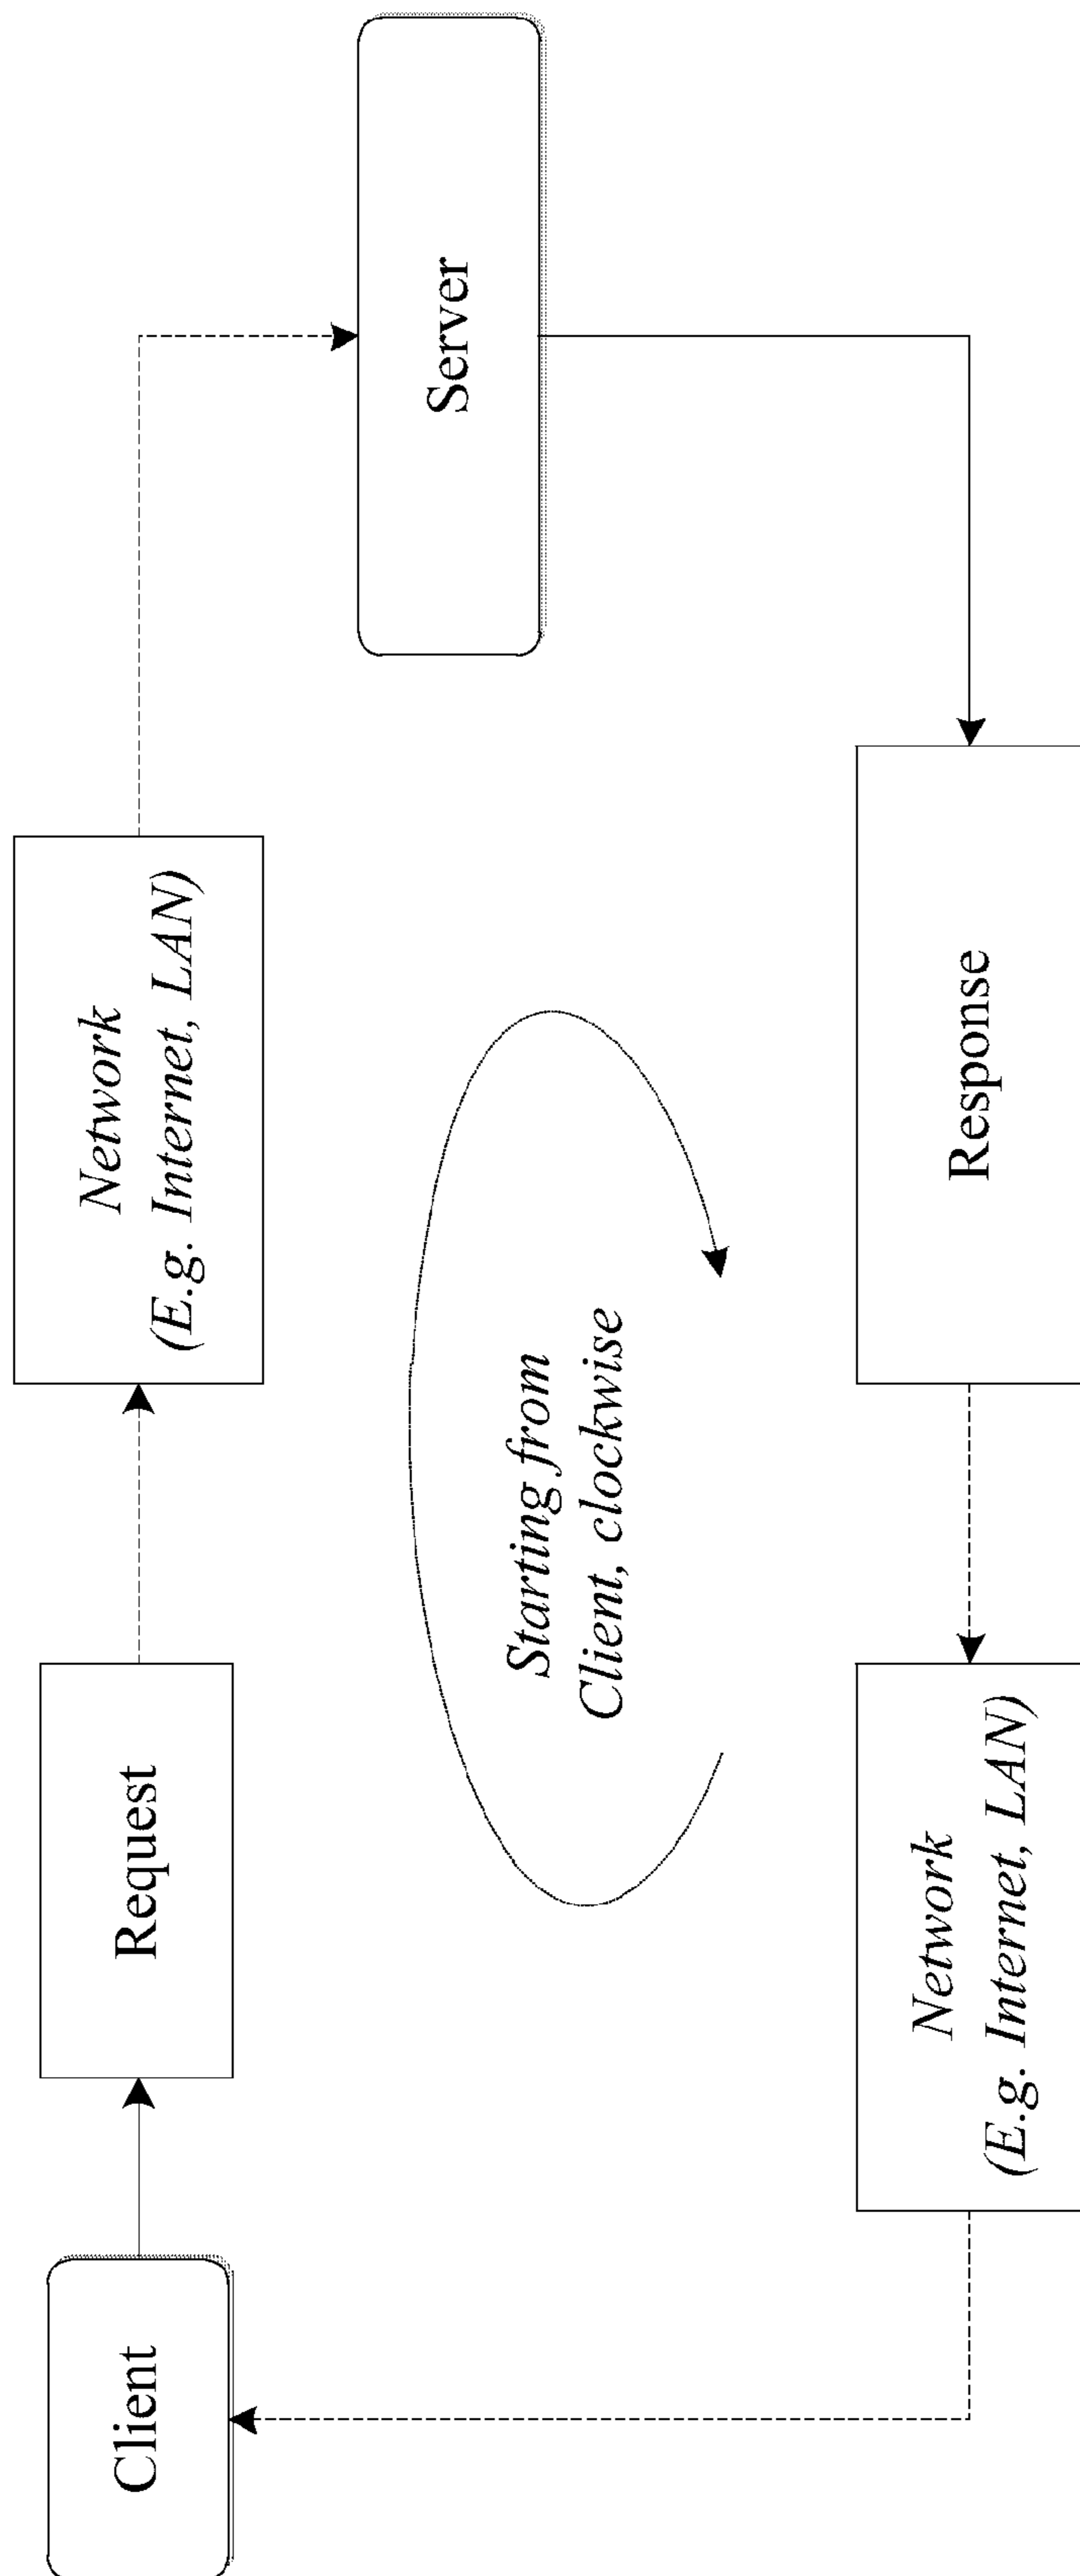 Client
Request
Network
(E.g. Internet, LAN)
Server
Starting from
Client, clockwise
Response
Network
(E.g. Internet, LAN)